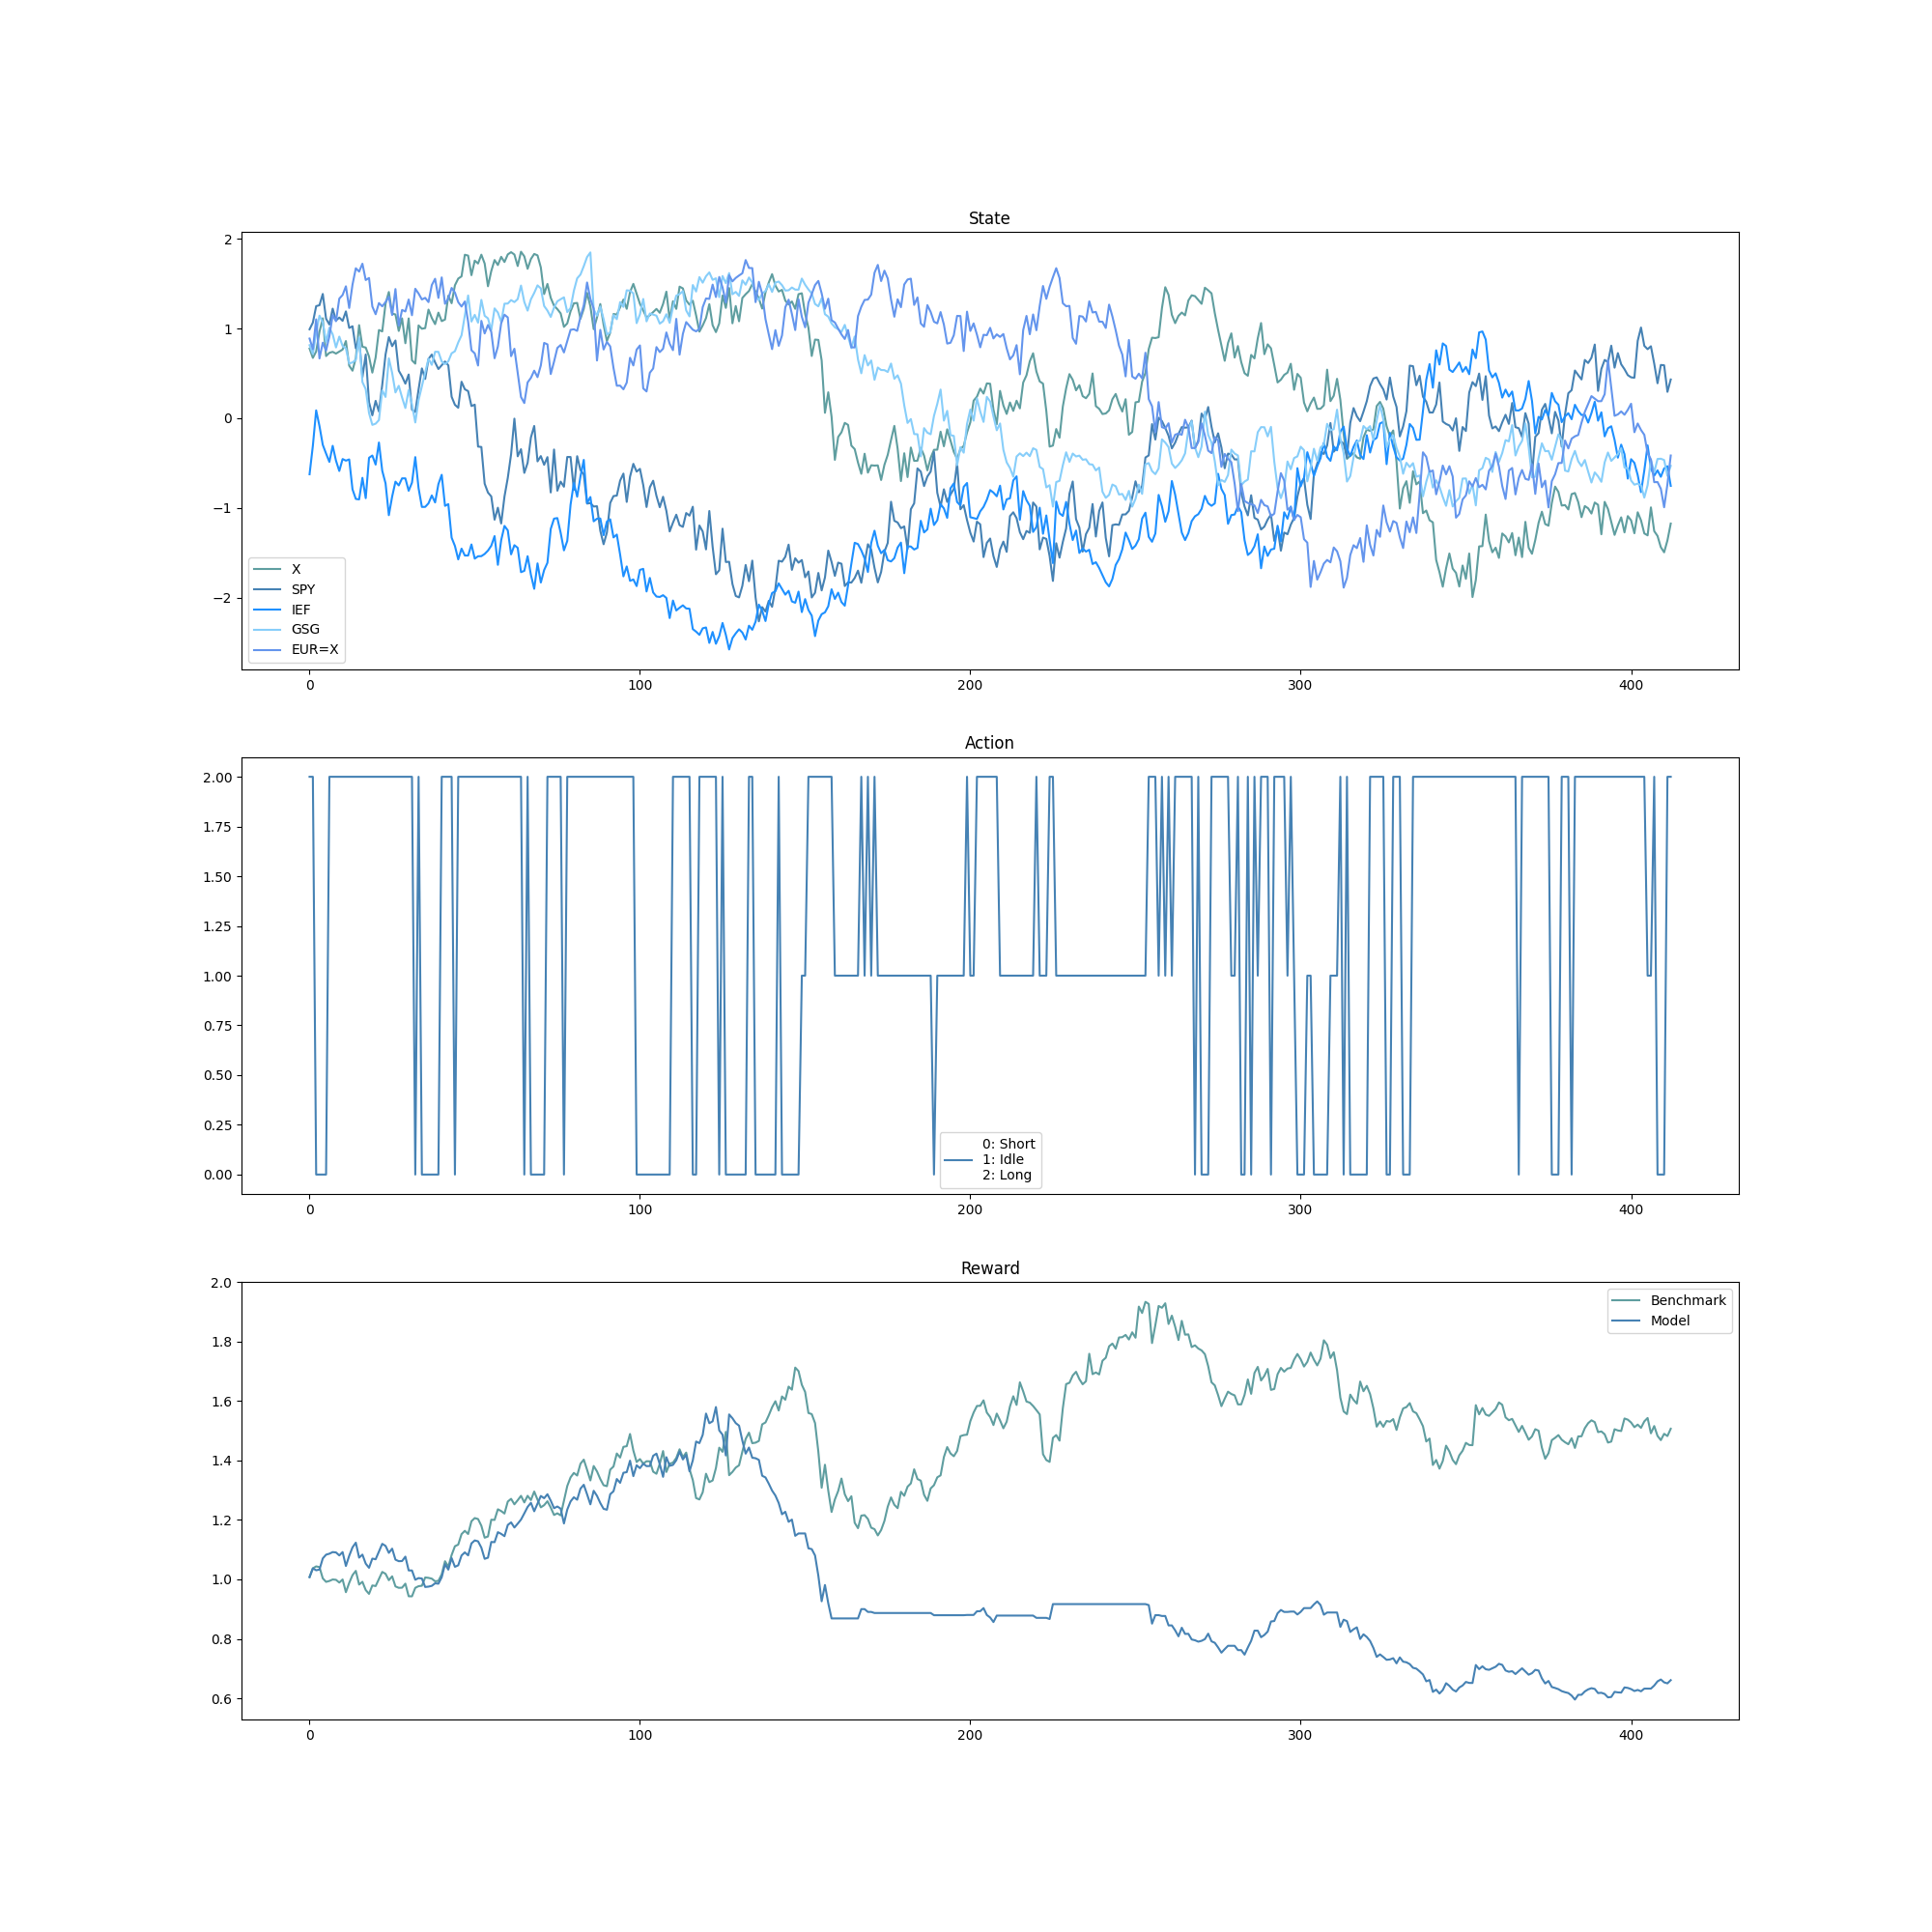 State
2
1
0
−1
−2
X
SPY
IEF
GSG
EUR=X
0 100 200 300 400
Action
2.00
1.75
1.50
1.25
1.00
0.75
0.50
0.25
0.00
0: Short
1: Idle
2: Long
0 100 200 300 400
Reward
2.0
1.8
1.6
1.4
1.2
1.0
0.8
0.6
Benchmark
Model
0 100 200 300 400